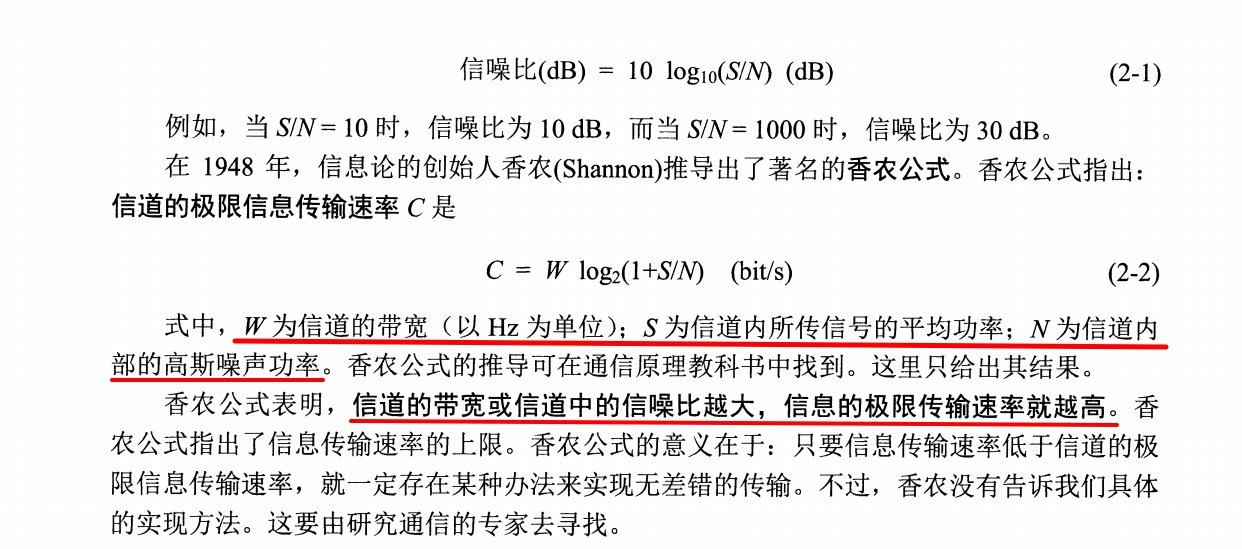 信噪比(dB) = 10 log₁₀(S/N) (dB) (2-1)
例如，当 S/N = 10 时，信噪比为 10 dB，而当 S/N = 1000 时，信噪比为 30 dB。
在 1948 年，信息论的创始人香农(Shannon)推导出了著名的香农公式。香农公式指出：
信道的极限信息传输速率 C 是
C = W log₂(1+S/N) (bit/s) (2-2)
式中，W 为信道的带宽（以 Hz 为单位）；S 为信道内所传信号的平均功率；N 为信道内
部的高斯噪声功率。香农公式的推导可在通信原理教科书中找到。这里只给出其结果。
香农公式表明，信道的带宽或信道中的信噪比越大，信息的极限传输速率就越高。香
农公式指出了信息传输速率的上限。香农公式的意义在于：只要信息传输速率低于信道的极
限信息传输速率，就一定存在某种办法来实现无差错的传输。不过，香农没有告诉我们具体
的实现方法。这要由研究通信的专家去寻找。